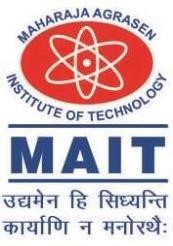 MAHARAJA AGRASEN
INSTITUTE OF TECHNOLOGY
MAIT
उद्यमेन हि सिध्यन्ति
कार्याणि न मनोरथैः